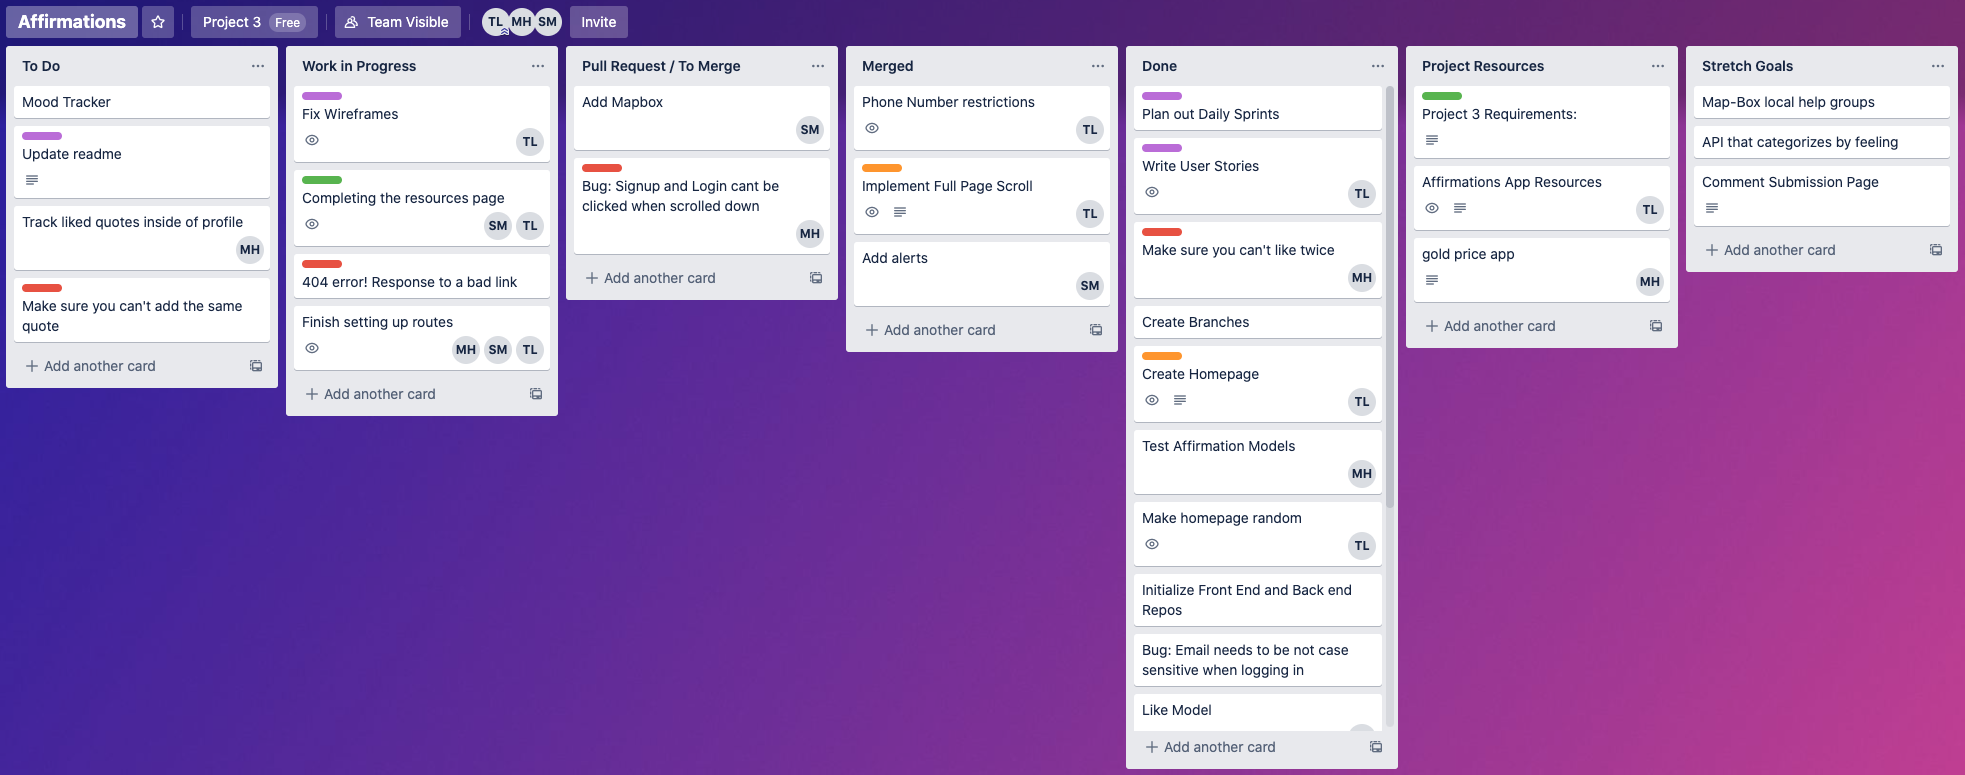 Affirmations
Project 3 Free
Team Visible
TL MH SM
Invite
To Do
Mood Tracker
Update readme
Track liked quotes inside of profile
MH
Make sure you can't add the same
quote
Add another card
Work in Progress
Fix Wireframes
TL
Completing the resources page
SM TL
404 error! Response to a bad link
Finish setting up routes
MH SM TL
Add another card
Pull Request / To Merge
Add Mapbox
SM
Bug: Signup and Login cant be
clicked when scrolled down
MH
Add another card
Merged
Phone Number restrictions
TL
Implement Full Page Scroll
TL
Add alerts
SM
Add another card
Done
Plan out Daily Sprints
Write User Stories
TL
Make sure you can't like twice
MH
Create Branches
Create Homepage
TL
Test Affirmation Models
MH
Make homepage random
TL
Initialize Front End and Back end
Repos
Bug: Email needs to be not case
sensitive when logging in
Like Model
Add another card
Project Resources
Project 3 Requirements:
Affirmations App Resources
TL
gold price app
MH
Add another card
Stretch Goals
Map-Box local help groups
API that categorizes by feeling
Comment Submission Page
Add another card